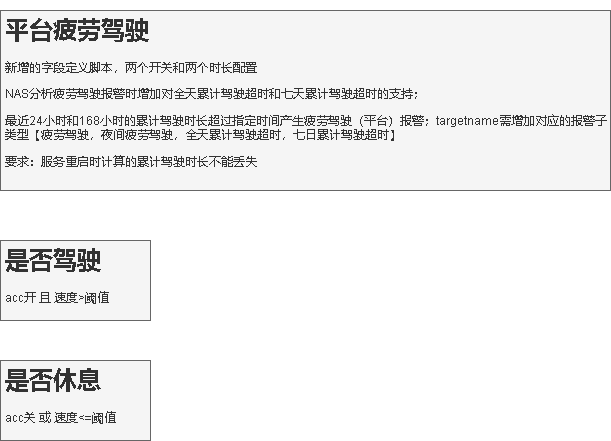 平台疲劳驾驶
新增的字段定义脚本，两个开关和两个时长配置
NAS分析疲劳驾驶报警时增加对全天累计驾驶超时和七天累计驾驶超时的支持；
最近24小时和168小时的累计驾驶时长超过指定时间产生疲劳驾驶（平台）报警；targetname需增加对应的报警子
类型【疲劳驾驶，夜间疲劳驾驶，全天累计驾驶超时，七日累计驾驶超时】
要求：服务重启时计算的累计驾驶时长不能丢失
是否驾驶
acc开 且 速度>阈值
是否休息
acc关 或 速度<=阈值